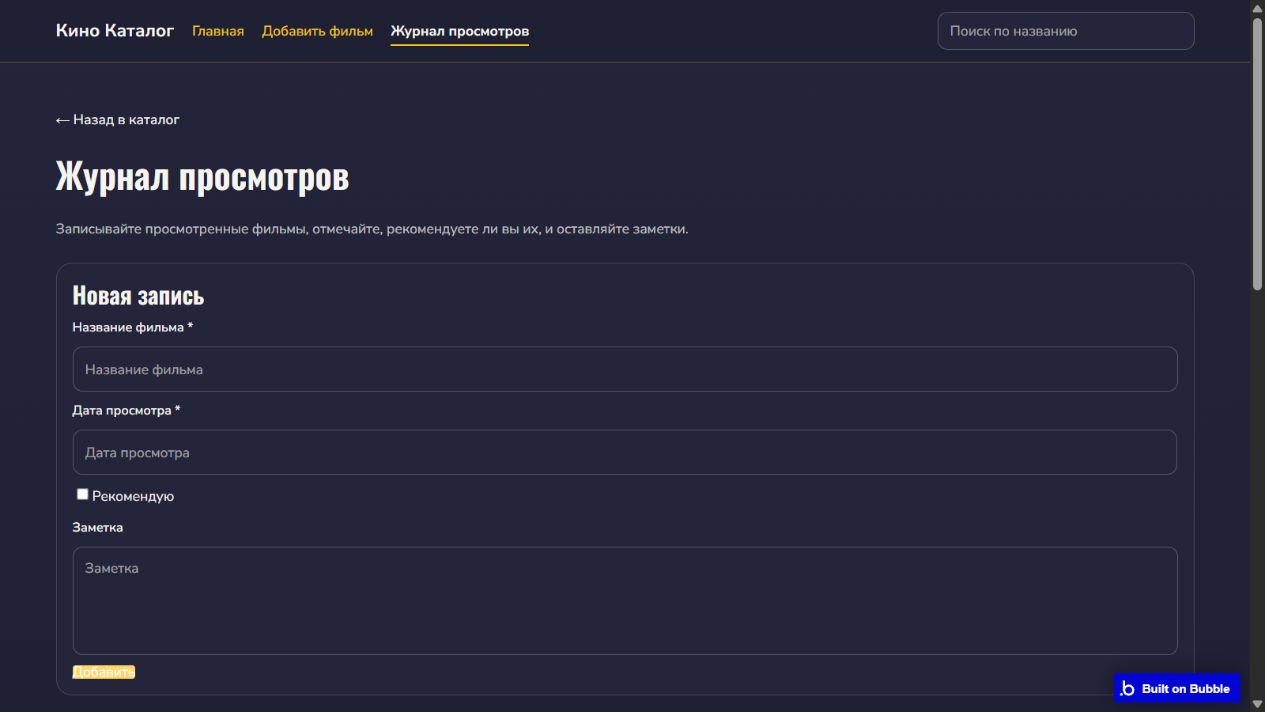 Кино Каталог Главная Добавить фильм Журнал просмотров Поиск по названию
← Назад в каталог
Журнал просмотров
Записывайте просмотренные фильмы, отмечайте, рекомендуете ли вы их, и оставляйте заметки.
Новая запись
Название фильма *
Название фильма
Дата просмотра *
Дата просмотра
Рекомендую
Заметка
Заметка
Добавить
b Built on Bubble